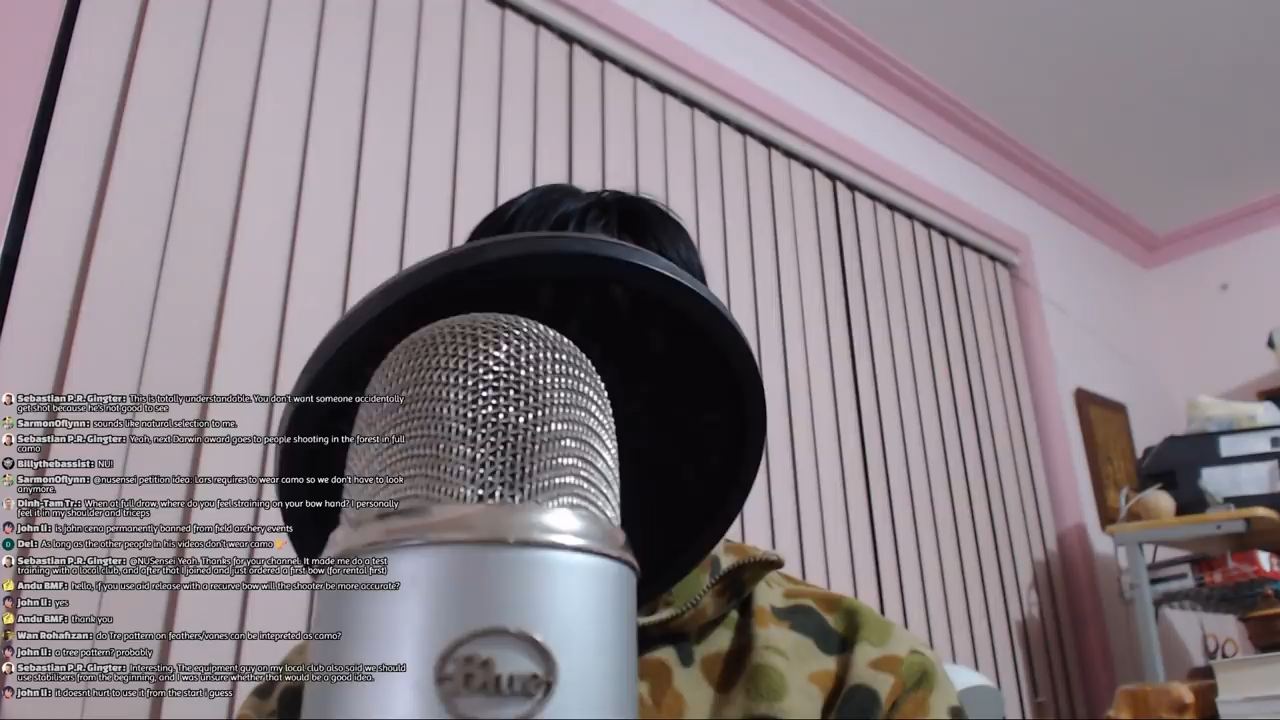 Sebastian P.R. Gingter: This is totally understandable. You don't want someone accidentally
get shot because he's not good to see
SarmonOflynn: sounds like natural selection to me.
Sebastian P.R. Gingter: Yeah, next Darwin award goes to people shooting in the forest in full
camo
Billythebassist: NU!
SarmonOflynn: @nusensei petition idea: Lars requires to wear camo so we don't have to look
anymore.
Dinh-Tam Tr.: When at full draw, where do you feel straining on your bow hand? I personally
feel it in my shoulder and triceps
john li: is john cena permanently banned from field archery events
Del: As long as the other people in his videos don't wear camo
Sebastian P.R. Gingter: @NUSensei Yeah. Thanks for your channel. It made me do a test
training with a local club, and after that I joined and just ordered a first bow (for rental first)
Andu BMF: hello, if you use aid release with a recurve bow will the shooter be more accurate?
john li: yes
Andu BMF: thank you
Wan Rohafizan: do Tre pattern on feathers/vanes can be intepreted as camo?
john li: a tree pattern? probably
Sebastian P.R. Gingter: Interesting. The equipment guy on my local club also said we should
use stabilisers from the beginning, and I was unsure whether that would be a good idea.
john li: it doesnt hurt to use it from the start i guess
Blue